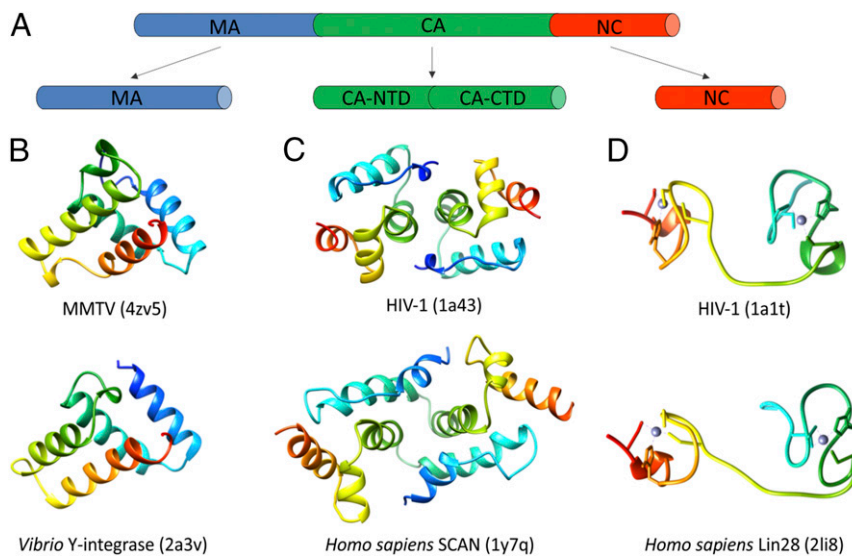 A
MA CA NC
MA CA-NTD CA-CTD NC
B C D
MMTV (4zv5) HIV-1 (1a43) HIV-1 (1a1t)
Vibrio Y-integrase (2a3v) Homo sapiens SCAN (1y7q) Homo sapiens Lin28 (2li8)